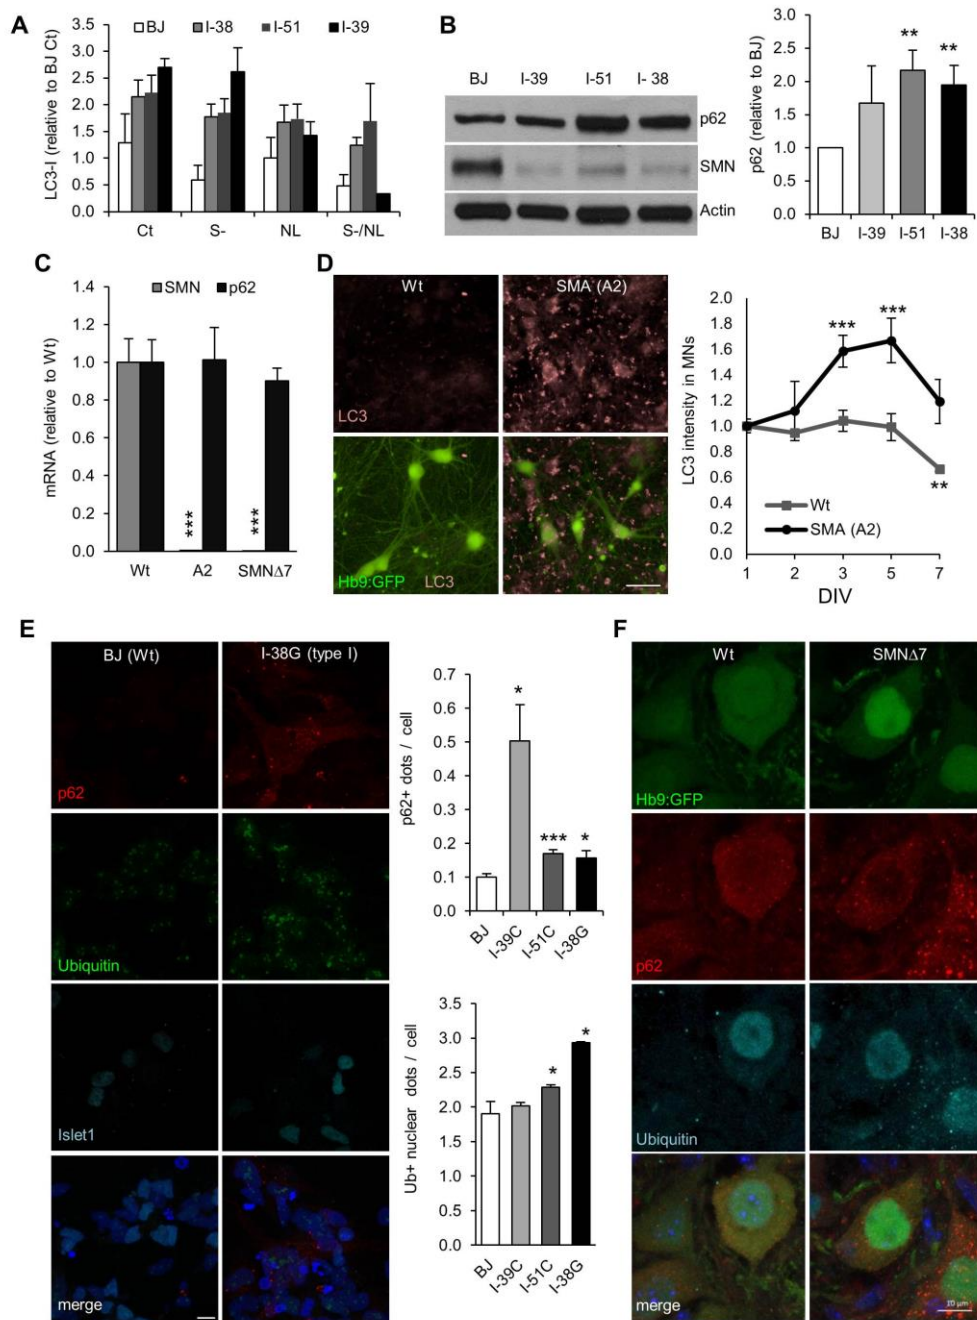 A
BJ I-38 I-51 I-39
LC3-I (relative to BJ Ct)
3.5
3.0
2.5
2.0
1.5
1.0
0.5
0.0
Ct S- NL S-/NL
B
BJ I-39 I-51 I- 38
p62
SMN
Actin
p62 (relative to BJ)
3.0
2.5
2.0
1.5
1.0
0.5
0.0
** **
BJ I-39 I-51 I-38
C
SMN p62
mRNA (relative to Wt)
1.4
1.2
1.0
0.8
0.6
0.4
0.2
0.0
*** ***
Wt A2 SMNΔ7
D
Wt SMA (A2)
LC3
Hb9:GFP LC3
LC3 intensity in MNs
2.0
1.8
1.6
1.4
1.2
1.0
0.8
0.6
0.4
0.2
0.0
*** ***
**
Wt
SMA (A2)
1 2 3 5 7
DIV
E
BJ (Wt) I-38G (type I)
p62
Ubiquitin
Islet1
merge
p62+ dots / cell
0.7
0.6
0.5
0.4
0.3
0.2
0.1
0.0
* *** *
BJ I-39C I-51C I-38G
Ub+ nuclear dots / cell
3.5
3.0
2.5
2.0
1.5
1.0
0.5
0.0
* *
BJ I-39C I-51C I-38G
F
Wt SMNΔ7
Hb9:GFP
p62
Ubiquitin
merge
10 µm